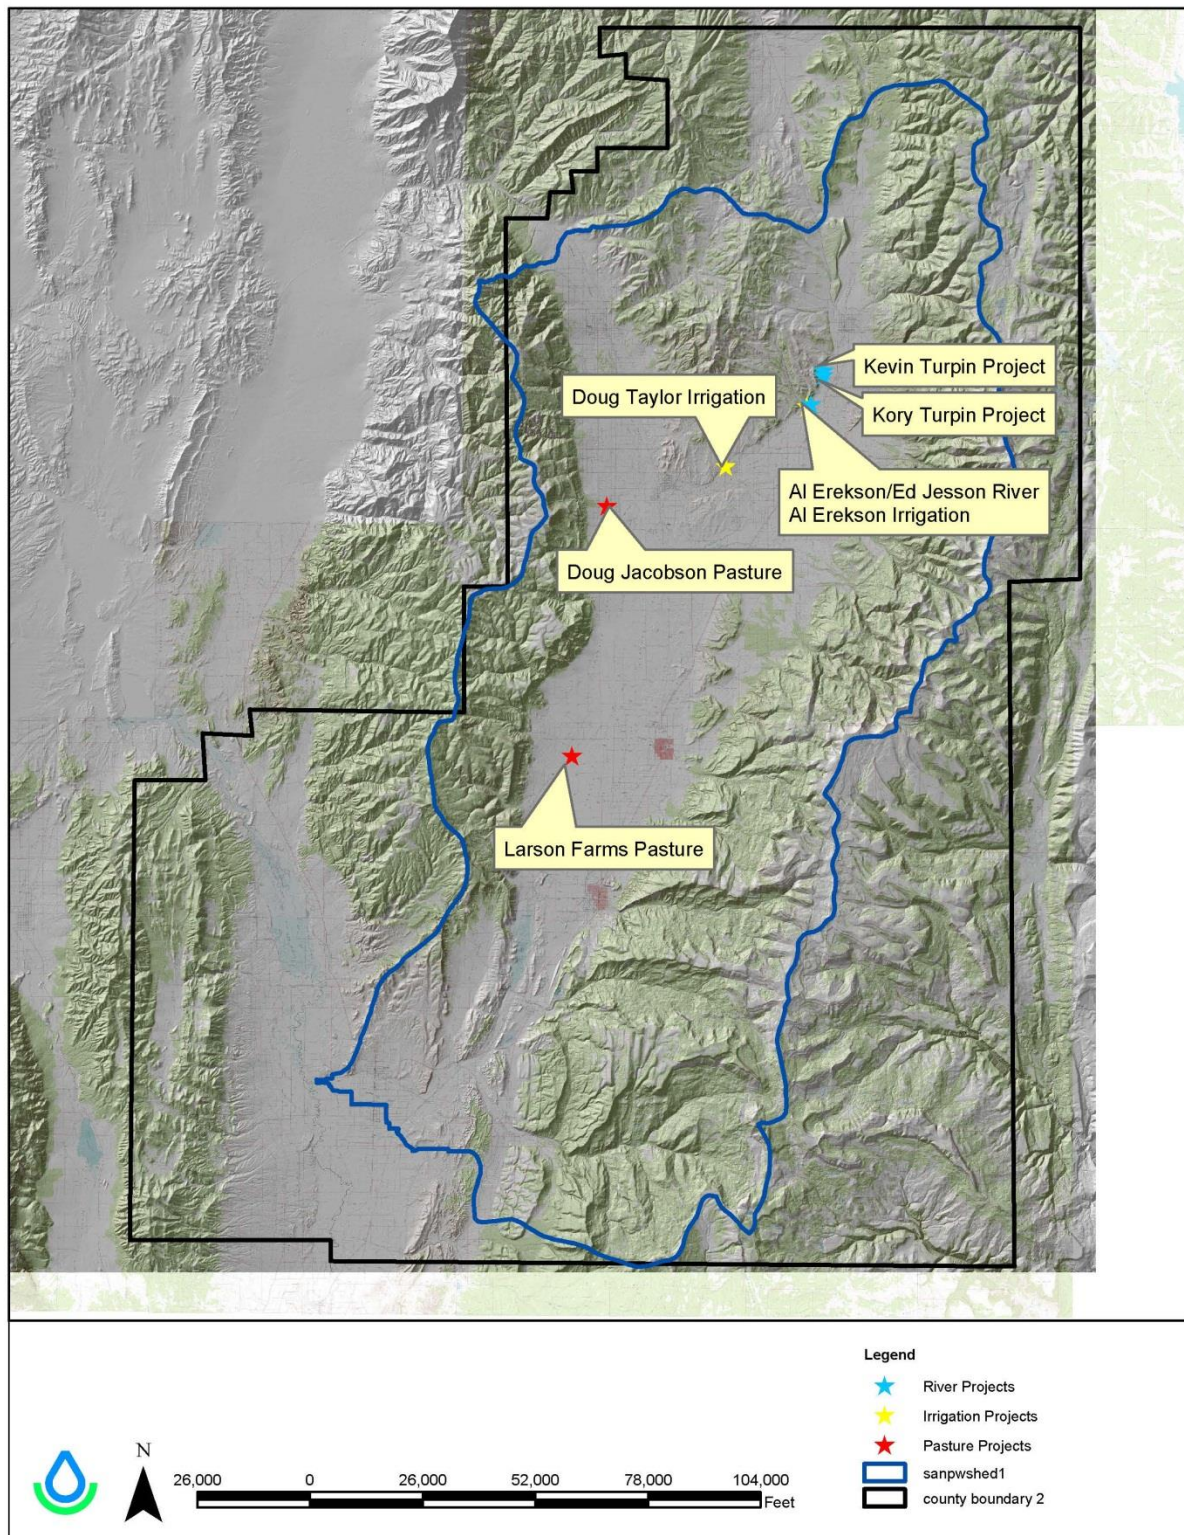 Kevin Turpin Project
Doug Taylor Irrigation
Kory Turpin Project
Al Erekson/Ed Jesson River
Al Erekson Irrigation
Doug Jacobson Pasture
Larson Farms Pasture
Legend
River Projects
Irrigation Projects
Pasture Projects
sanpwshed1
county boundary 2
N
26,000 0 26,000 52,000 78,000 104,000
Feet